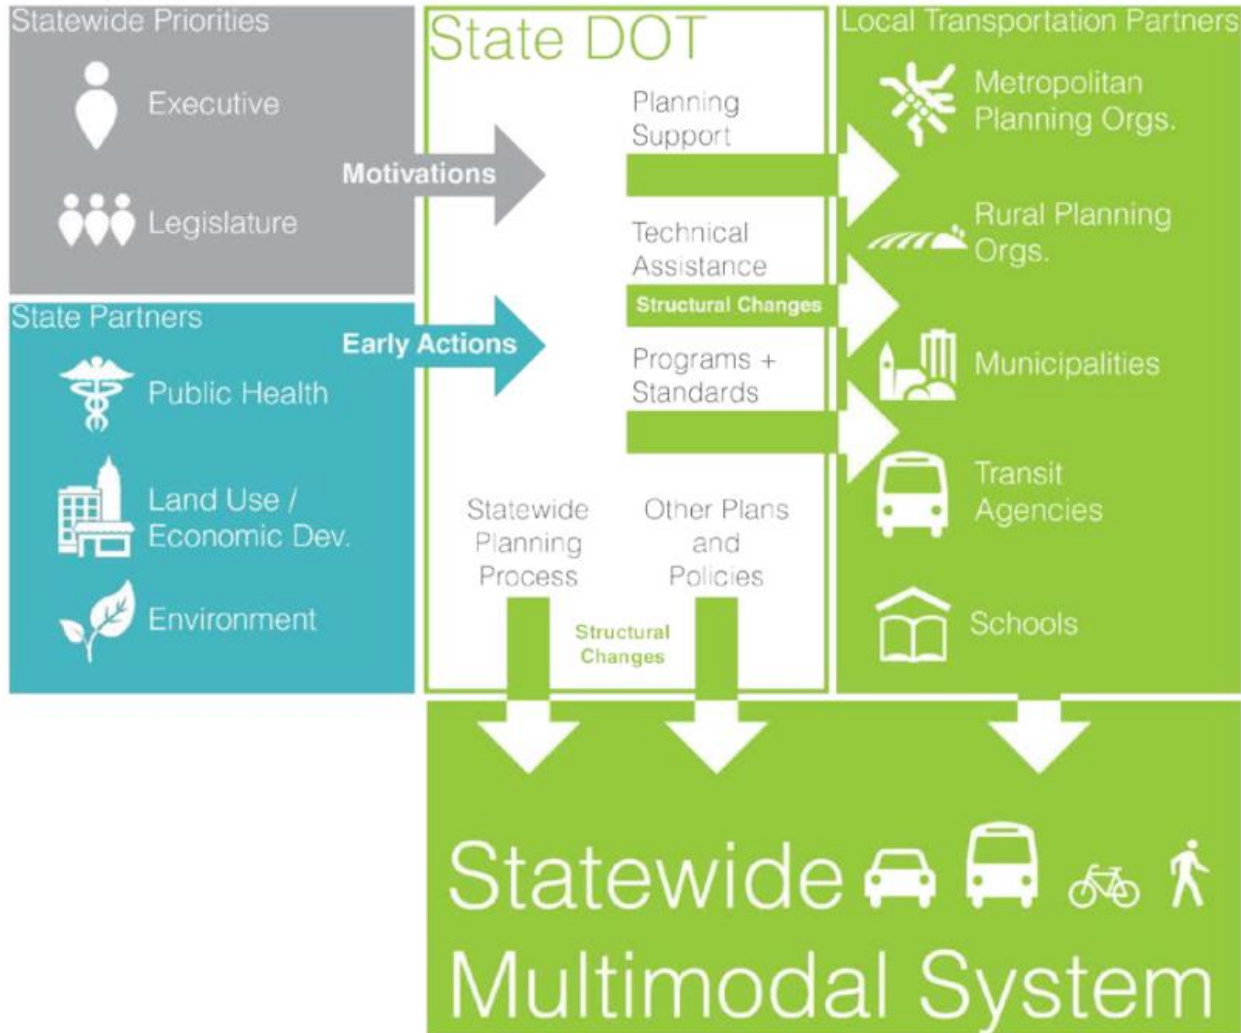 Statewide Priorities
Executive
Legislature
Motivations
State Partners
Public Health
Land Use /
Economic Dev.
Environment
Early Actions
State DOT
Planning
Support
Technical
Assistance
Structural Changes
Programs +
Standards
Statewide
Planning
Process
Other Plans
and
Policies
Structural
Changes
Local Transportation Partners
Metropolitan
Planning Orgs.
Rural Planning
Orgs.
Municipalities
Transit
Agencies
Schools
Statewide
Multimodal System